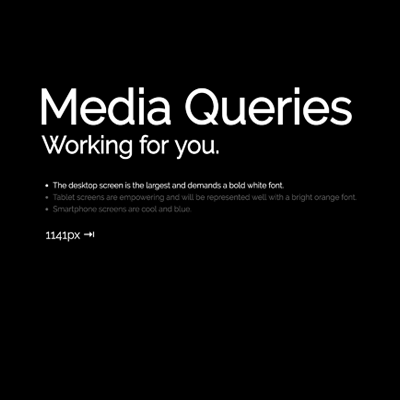 Media Queries
Working for you.
The desktop screen is the largest and demands a bold white font.
Tablet screens are empowering and will be represented well with a bright orange font.
Smartphone screens are cool and blue.
1141px ⇥